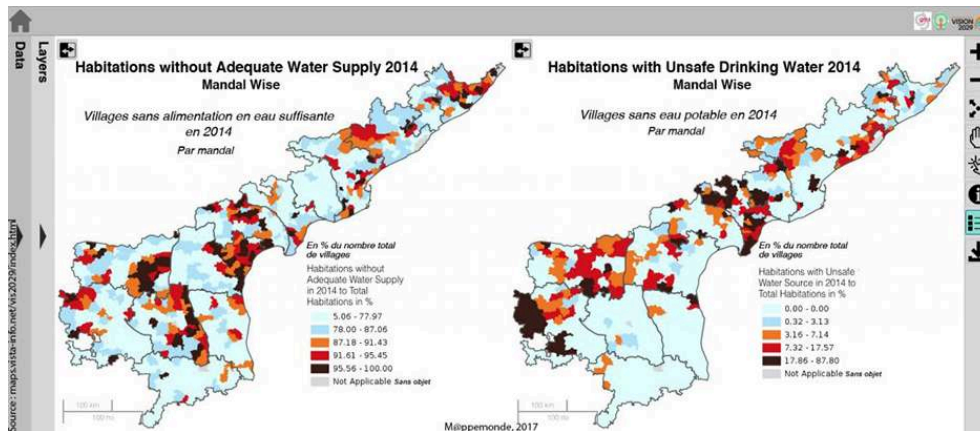 VISION
2029
Data
Layers
Source : maps.vista-info.net/vis2029/index.html
Habitations without Adequate Water Supply 2014
Mandal Wise
Villages sans alimentation en eau suffisante
en 2014
Par mandal
En % du nombre total
de villages
Habitations without
Adequate Water Supply
in 2014 to Total
Habitations in %
5.06 - 77.97
78.00 - 87.06
87.18 - 91.43
91.61 - 95.45
95.56 - 100.00
Not Applicable Sans objet
100 km
Habitations with Unsafe Drinking Water 2014
Mandal Wise
Villages sans eau potable en 2014
Par mandal
En % du nombre total
de villages
Habitations with Unsafe
Water Source in 2014 to
Total Habitations in %
0.00 - 0.00
0.32 - 3.13
3.16 - 7.14
7.32 - 17.57
17.86 - 87.80
Not Applicable Sans objet
100 km
M@ppemonde, 2017